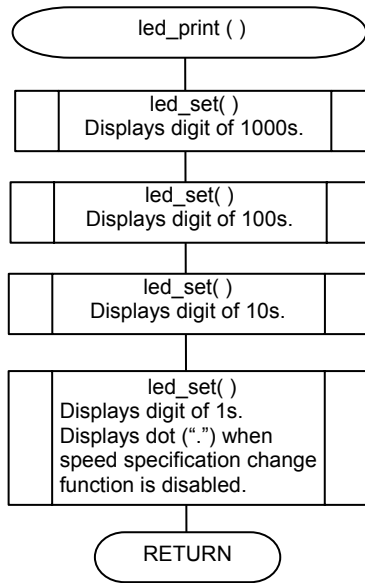 led_print ( )
led_set( )
Displays digit of 1000s.
led_set( )
Displays digit of 100s.
led_set( )
Displays digit of 10s.
led_set( )
Displays digit of 1s.
Displays dot (“.”) when
speed specification change
function is disabled.
RETURN